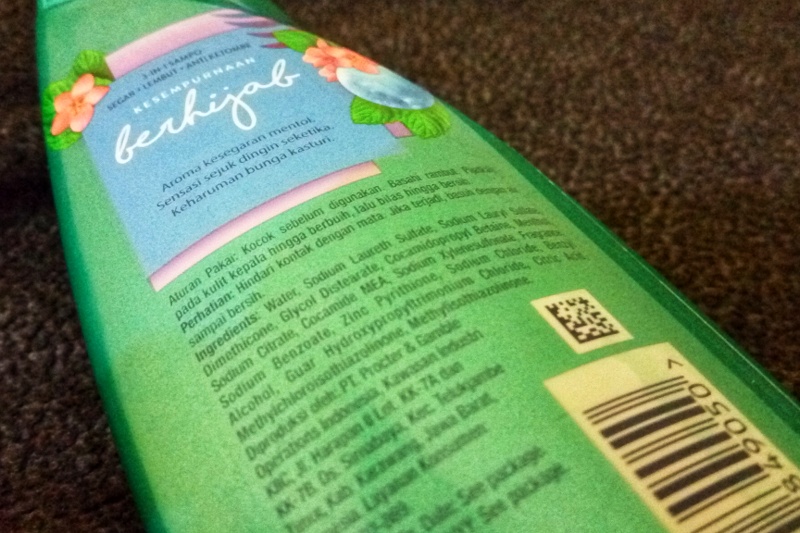 3-IN-1 SAMPO
SEGAR • LEMBUT • ANTI KETOMBE
KESEMPURNAAN
berhijab
Aroma kesegaran mentol.
Sensasi sejuk dingin seketika.
Keharuman bunga kasturi.
Aturan Pakai: Kocok sebelum digunakan. Basahi rambut.
pada kulit kepala hingga berbuih, lalu bilas hingga bersih.
Perhatian: Hindari kontak dengan mata. Jika terjadi, basuh dengan air
sampai bersih.
Ingredients: Water, Sodium Laureth Sulfate, Sodium Lauryl
Dimethicone, Glycol Distearate, Cocamidopropyl Betaine,
Sodium Citrate, Cocamide MEA, Sodium Xylenesulfonate, Fragrance,
Sodium Benzoate, Zinc Pyrithione, Sodium Chloride, Benzyl
Alcohol, Guar Hydroxypropyltrimonium Chloride, Citric Acid,
Methylchloroisothiazolinone, Methylisothiazolinone.
Diproduksi oleh: PT. Procter & Gamble
Operations Indonesia, Kawasan Industri
KIIC, Jl. Harapan II Lot. KK-7A dan
KK-7B, Ds. Sirnabaya, Kec. Telukjambe
Timur, Kab. Karawang, Jawa Barat,
Layanan Konsumen
Date: See package.
See package.
49050